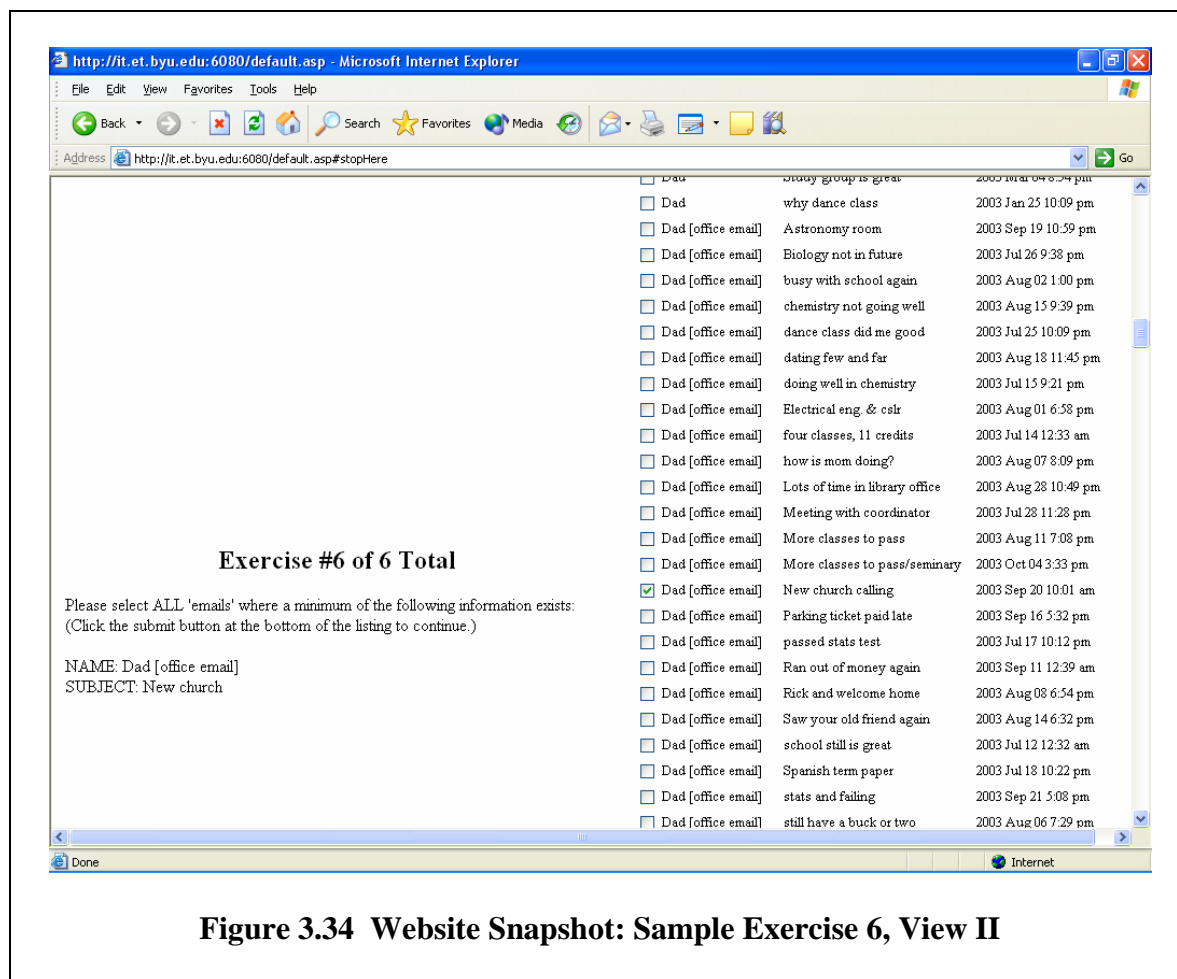 http://it.et.byu.edu:6080/default.asp - Microsoft Internet Explorer
File Edit View Favorites Tools Help
Back Search Favorites Media
Address http://it.et.byu.edu:6080/default.asp#stopHere Go
Dad Study group is great 2003 Mar 04 8:54 pm
Dad why dance class 2003 Jan 25 10:09 pm
Dad [office email] Astronomy room 2003 Sep 19 10:59 pm
Dad [office email] Biology not in future 2003 Jul 26 9:38 pm
Dad [office email] busy with school again 2003 Aug 02 1:00 pm
Dad [office email] chemistry not going well 2003 Aug 15 9:39 pm
Dad [office email] dance class did me good 2003 Jul 25 10:09 pm
Dad [office email] dating few and far 2003 Aug 18 11:45 pm
Dad [office email] doing well in chemistry 2003 Jul 15 9:21 pm
Dad [office email] Electrical eng. & cslr 2003 Aug 01 6:58 pm
Dad [office email] four classes, 11 credits 2003 Jul 14 12:33 am
Dad [office email] how is mom doing? 2003 Aug 07 8:09 pm
Dad [office email] Lots of time in library office 2003 Aug 28 10:49 pm
Dad [office email] Meeting with coordinator 2003 Jul 28 11:28 pm
Dad [office email] More classes to pass 2003 Aug 11 7:08 pm
Dad [office email] More classes to pass/seminary 2003 Oct 04 3:33 pm
Dad [office email] New church calling 2003 Sep 20 10:01 am
Dad [office email] Parking ticket paid late 2003 Sep 16 5:32 pm
Dad [office email] passed stats test 2003 Jul 17 10:12 pm
Dad [office email] Ran out of money again 2003 Sep 11 12:39 am
Dad [office email] Rick and welcome home 2003 Aug 08 6:54 pm
Dad [office email] Saw your old friend again 2003 Aug 14 6:32 pm
Dad [office email] school still is great 2003 Jul 12 12:32 am
Dad [office email] Spanish term paper 2003 Jul 18 10:22 pm
Dad [office email] stats and failing 2003 Sep 21 5:08 pm
Dad [office email] still have a buck or two 2003 Aug 06 7:29 pm
Exercise #6 of 6 Total
Please select ALL 'emails' where a minimum of the following information exists:
(Click the submit button at the bottom of the listing to continue.)
NAME: Dad [office email]
SUBJECT: New church
Done Internet
Figure 3.34 Website Snapshot: Sample Exercise 6, View II